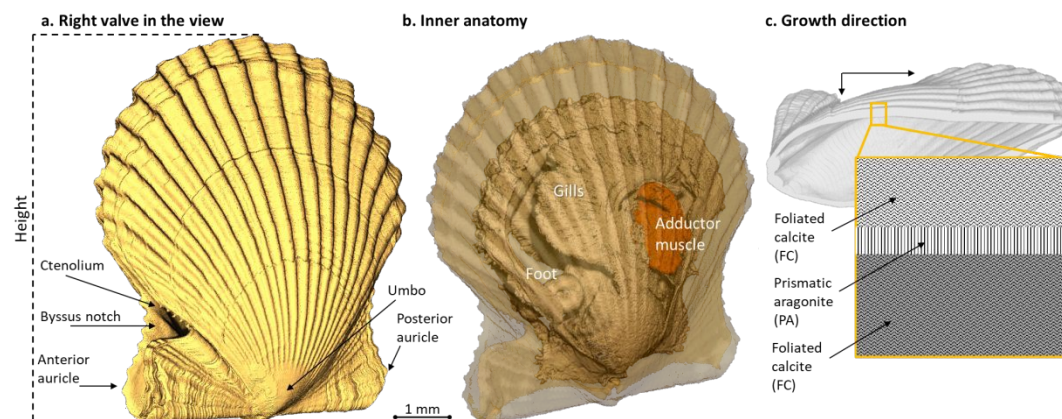 a. Right valve in the view
b. Inner anatomy
c. Growth direction
Height
Ctenolium
Byssus notch
Anterior
auricle
Umbo
Posterior
auricle
1 mm
Gills
Adductor
muscle
Foot
Foliated
calcite
(FC)
Prismatic
aragonite
(PA)
Foliated
calcite
(FC)